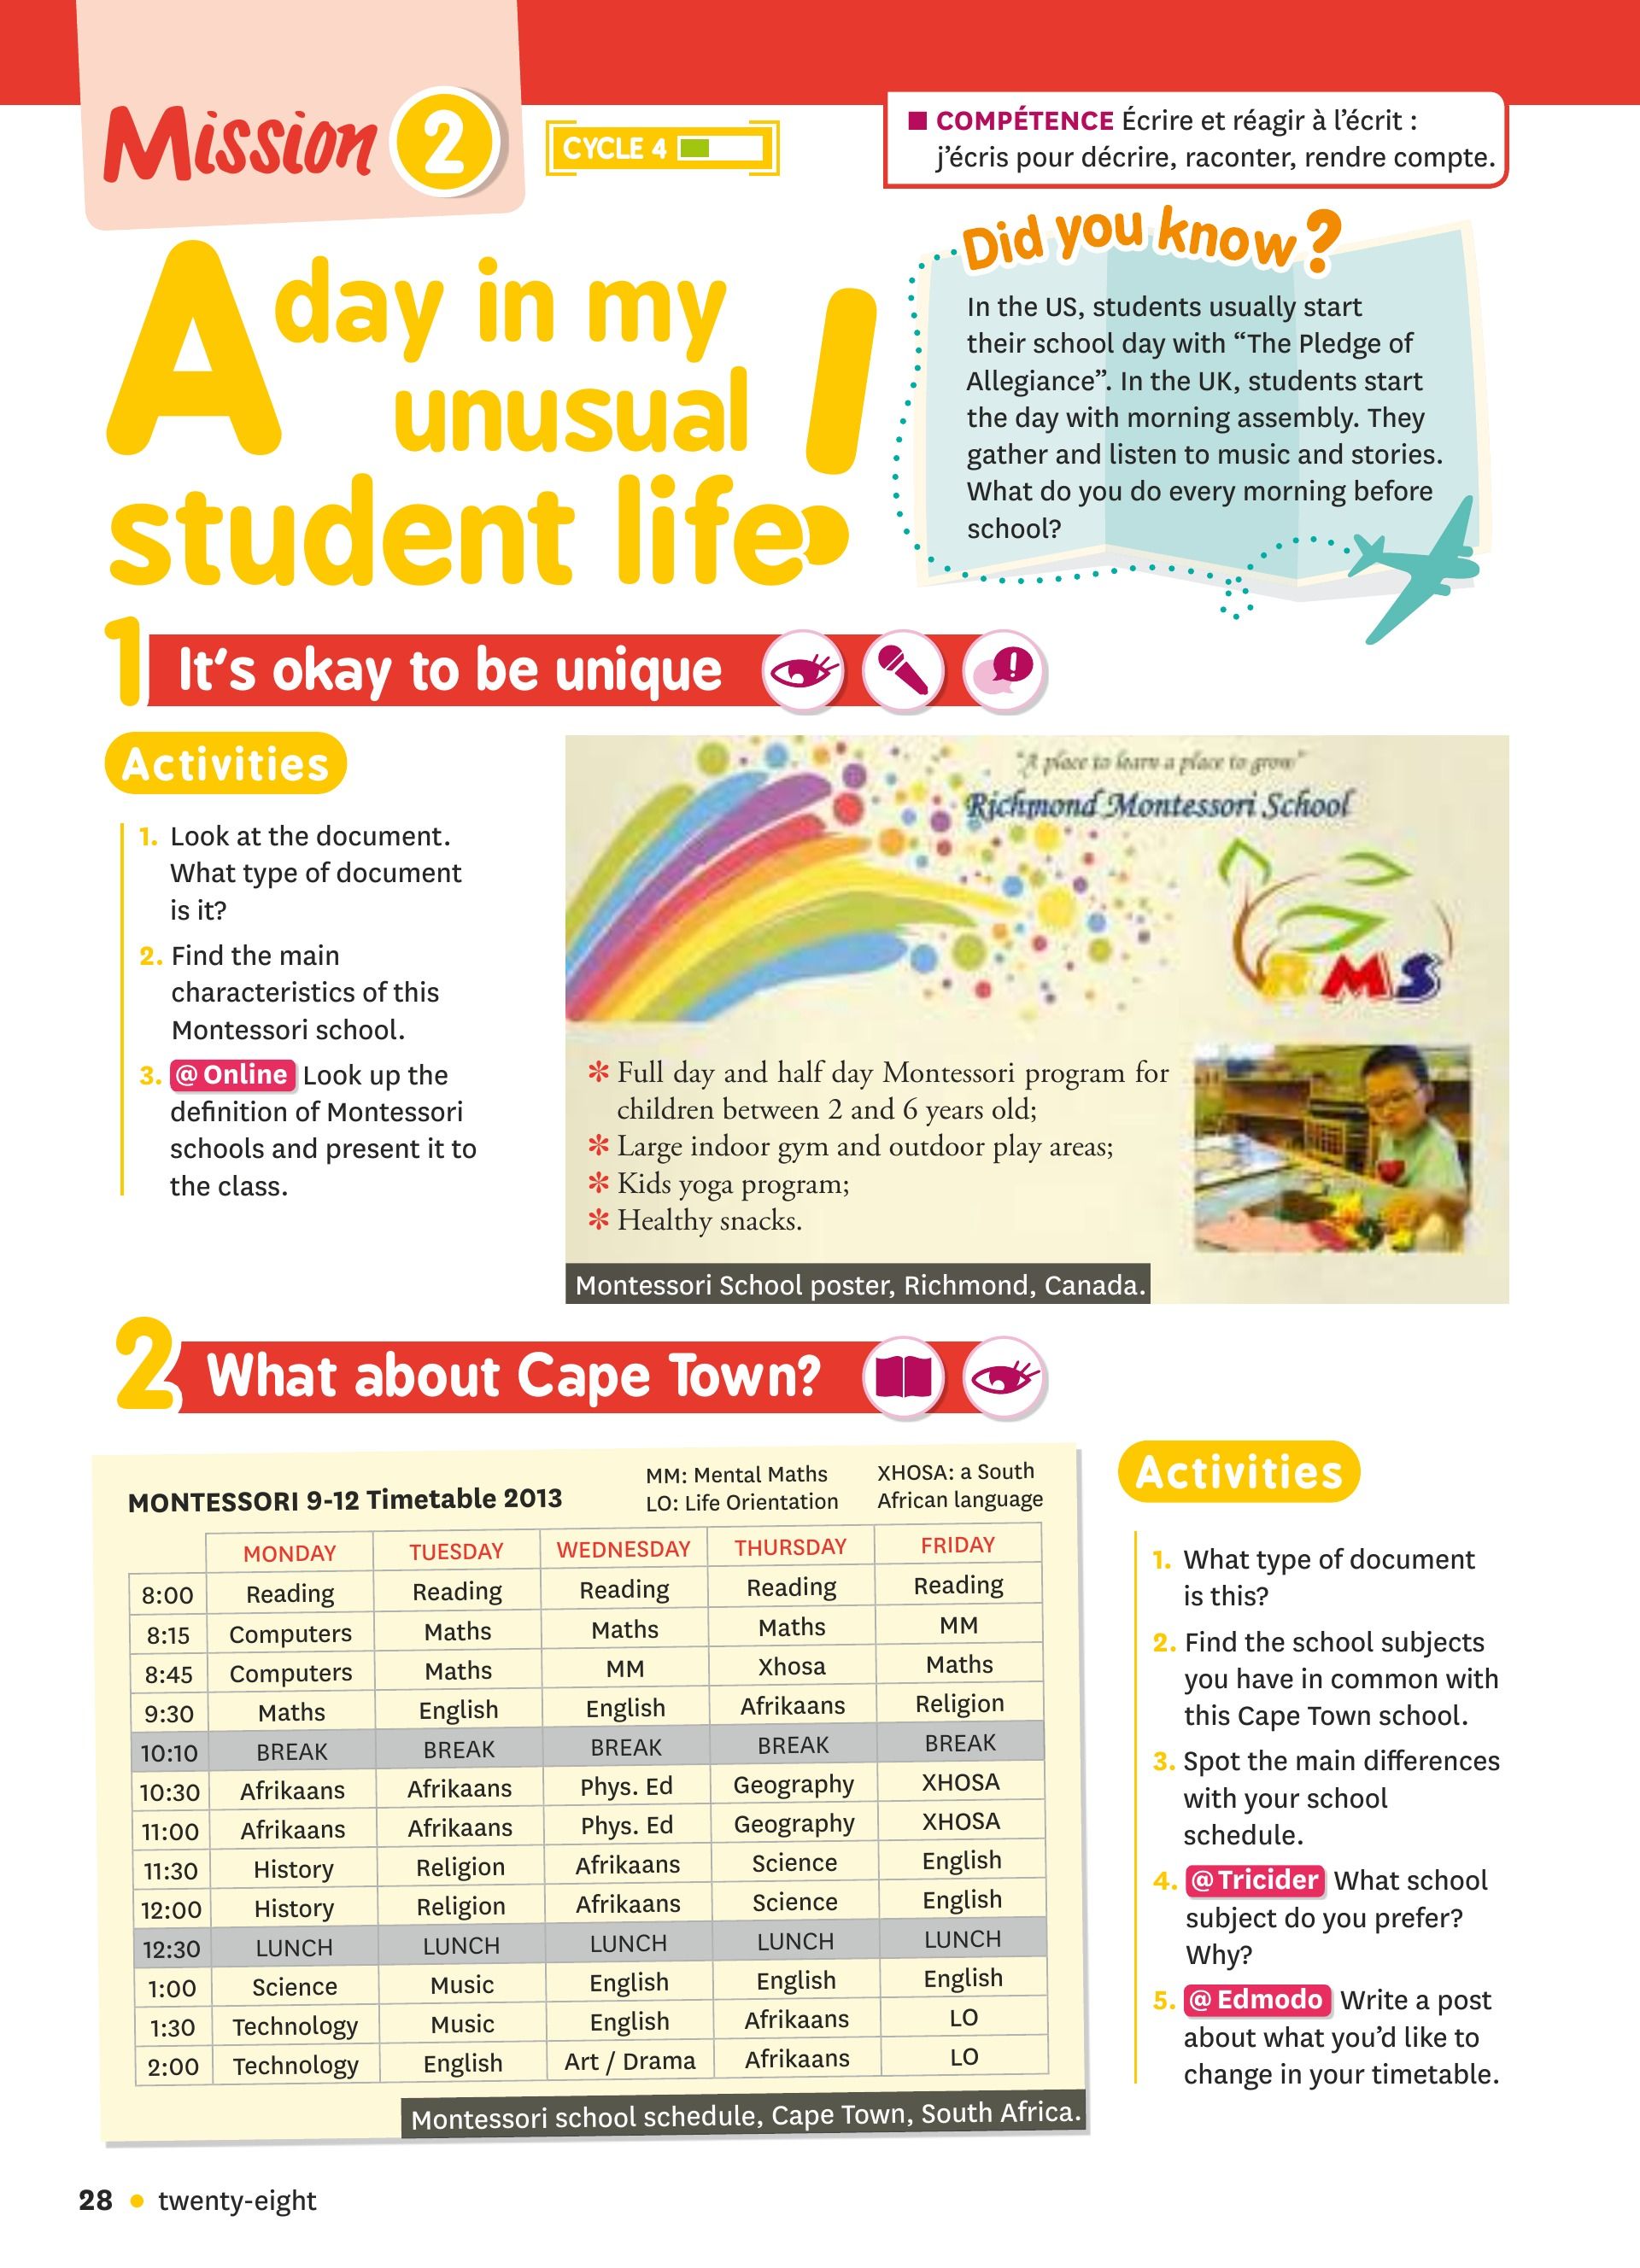 Mission 2
CYCLE 4
■ COMPÉTENCE Écrire et réagir à l'écrit :
j'écris pour décrire, raconter, rendre compte.
A day in my
unusual
student life!
Did you know?
In the US, students usually start
their school day with “The Pledge of
Allegiance”. In the UK, students start
the day with morning assembly. They
gather and listen to music and stories.
What do you do every morning before
school?
1 It's okay to be unique
Activities
1. Look at the document.
What type of document
is it?
2. Find the main
characteristics of this
Montessori school.
3. @ Online Look up the
definition of Montessori
schools and present it to
the class.
"A place to learn a place to grow"
Richmond Montessori School
RMS
* Full day and half day Montessori program for
children between 2 and 6 years old;
* Large indoor gym and outdoor play areas;
* Kids yoga program;
* Healthy snacks.
Montessori School poster, Richmond, Canada.
2 What about Cape Town?
MONTESSORI 9-12 Timetable 2013
MM: Mental Maths
LO: Life Orientation
XHOSA: a South
African language
MONDAY TUESDAY WEDNESDAY THURSDAY FRIDAY
8:00 Reading Reading Reading Reading Reading
8:15 Computers Maths Maths Maths MM
8:45 Computers Maths MM Xhosa Maths
9:30 Maths English English Afrikaans Religion
10:10 BREAK BREAK BREAK BREAK BREAK
10:30 Afrikaans Afrikaans Phys. Ed Geography XHOSA
11:00 Afrikaans Afrikaans Phys. Ed Geography XHOSA
11:30 History Religion Afrikaans Science English
12:00 History Religion Afrikaans Science English
12:30 LUNCH LUNCH LUNCH LUNCH LUNCH
1:00 Science Music English English English
1:30 Technology Music English Afrikaans LO
2:00 Technology English Art / Drama Afrikaans LO
Montessori school schedule, Cape Town, South Africa.
Activities
1. What type of document
is this?
2. Find the school subjects
you have in common with
this Cape Town school.
3. Spot the main differences
with your school
schedule.
4. @ Tricider What school
subject do you prefer?
Why?
5. @ Edmodo Write a post
about what you'd like to
change in your timetable.
28 • twenty-eight